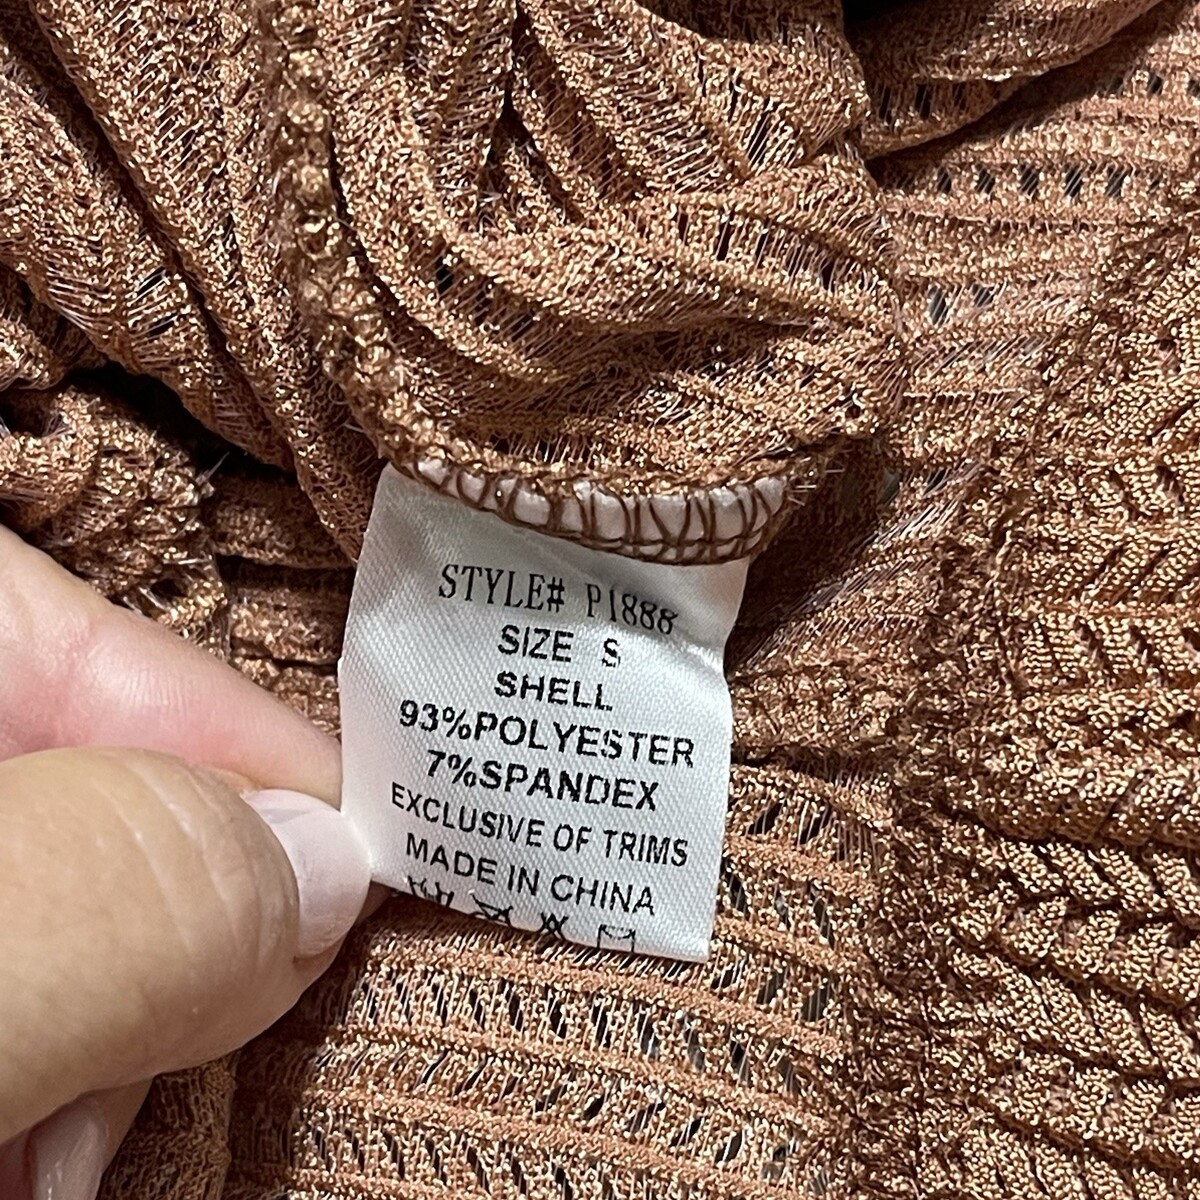 STYLE# P1888
SIZE S
SHELL
93%POLYESTER
7%SPANDEX
EXCLUSIVE OF TRIMS
MADE IN CHINA